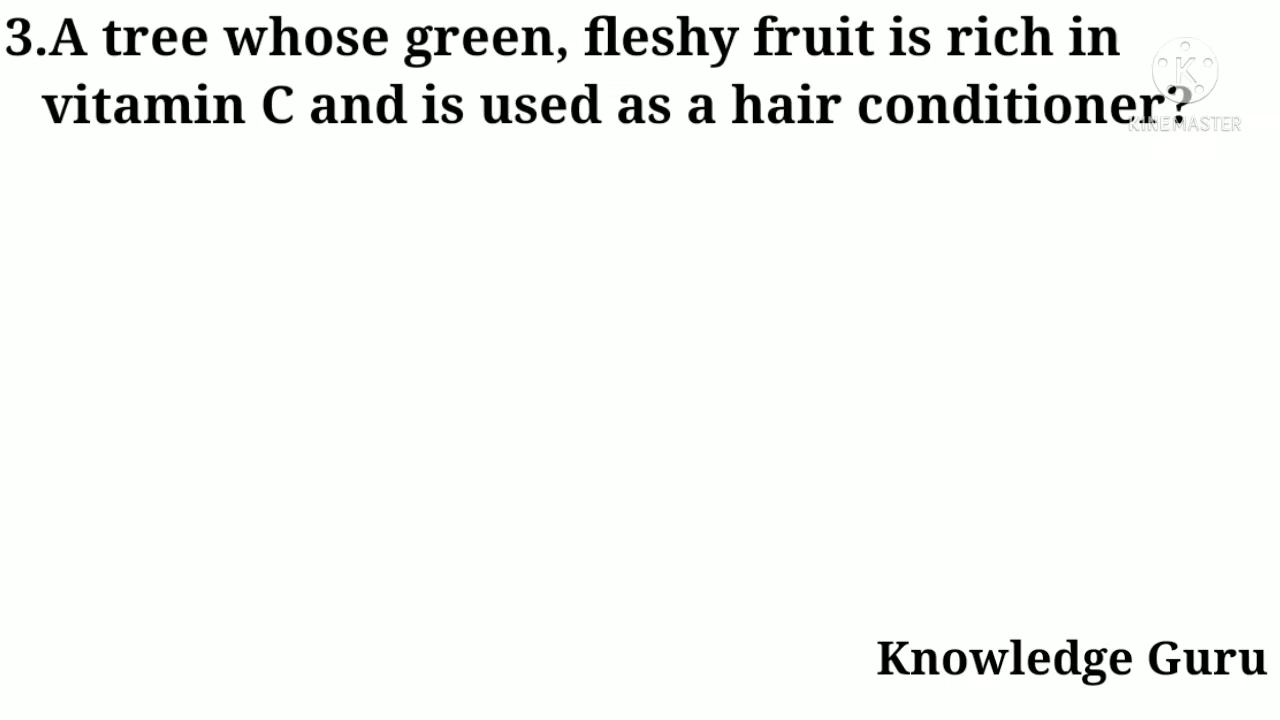 3.A tree whose green, fleshy fruit is rich in
vitamin C and is used as a hair conditioner?
K
KINEMASTER
Knowledge Guru